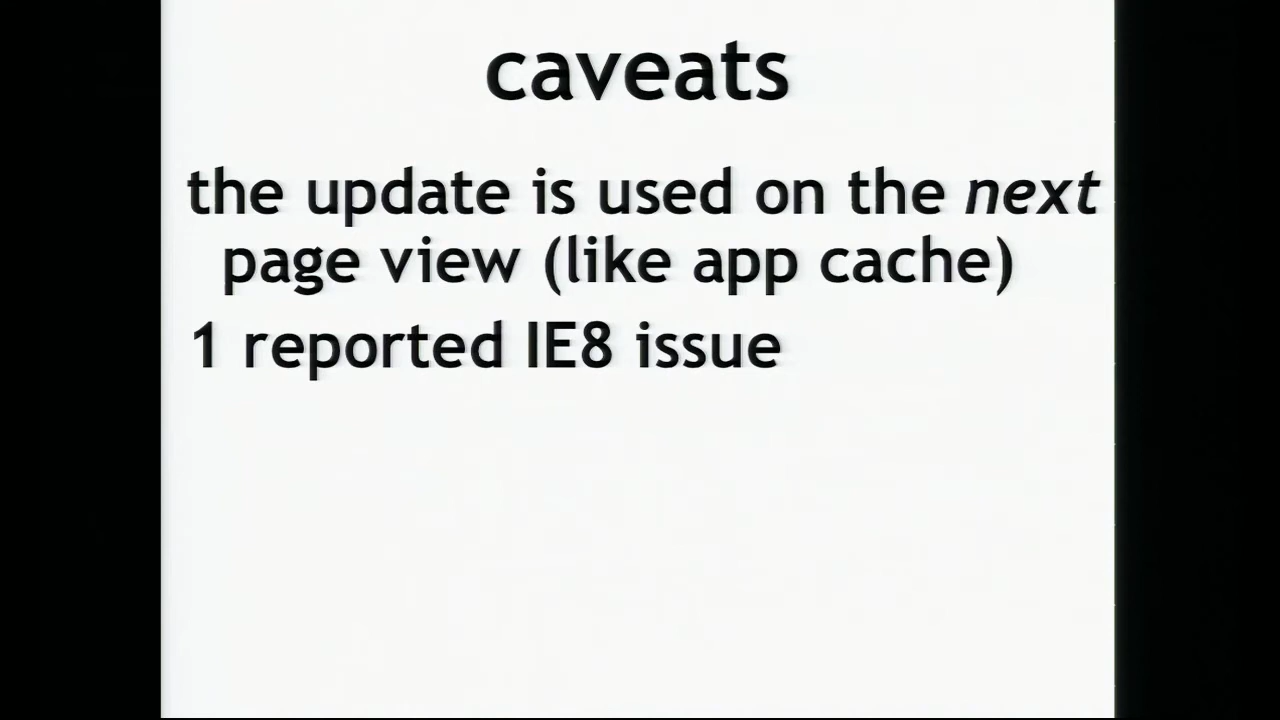 caveats
the update is used on the next
page view (like app cache)
1 reported IE8 issue